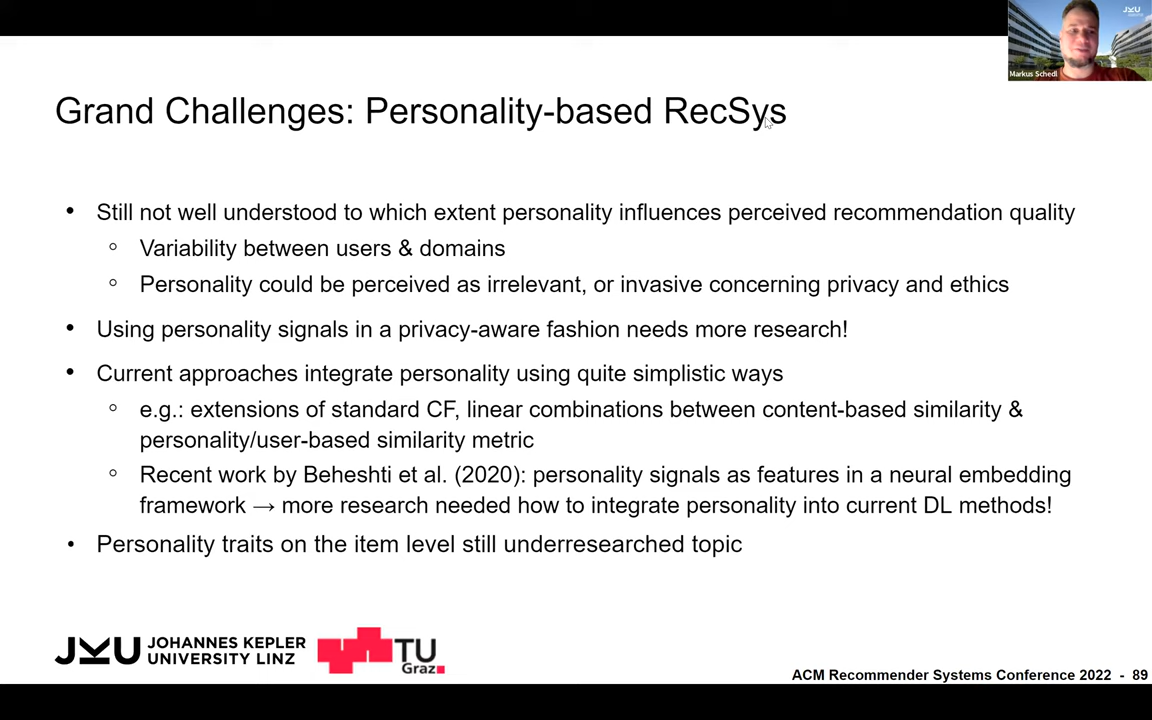 JKU
Markus Schedl
Grand Challenges: Personality-based RecSys
• Still not well understood to which extent personality influences perceived recommendation quality
○ Variability between users & domains
○ Personality could be perceived as irrelevant, or invasive concerning privacy and ethics
• Using personality signals in a privacy-aware fashion needs more research!
• Current approaches integrate personality using quite simplistic ways
○ e.g.: extensions of standard CF, linear combinations between content-based similarity &
personality/user-based similarity metric
○ Recent work by Beheshti et al. (2020): personality signals as features in a neural embedding
framework → more research needed how to integrate personality into current DL methods!
• Personality traits on the item level still underresearched topic
JKU JOHANNES KEPLER
UNIVERSITY LINZ
TU
Graz
ACM Recommender Systems Conference 2022 - 89